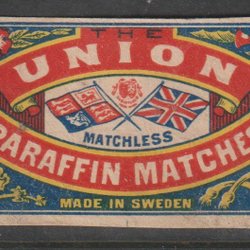 THE
UNION
MATCHLESS
PARAFFIN MATCHES
MADE IN SWEDEN